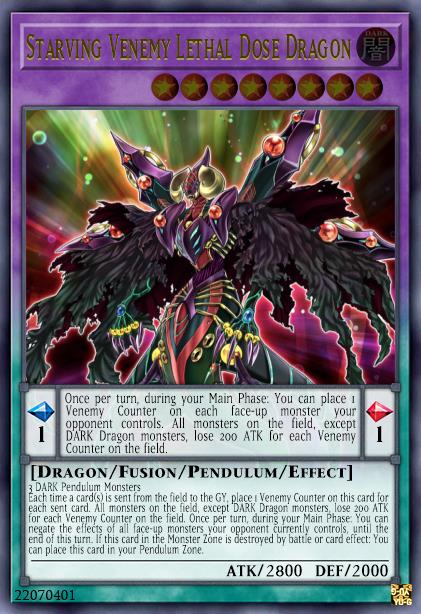 Starving Venemy Lethal Dose Dragon
DARK
闇
Once per turn, during your Main Phase: You can place 1
Venemy Counter on each face-up monster your
opponent controls. All monsters on the field, except
DARK Dragon monsters, lose 200 ATK for each Venemy
Counter on the field.
1
1
[Dragon/Fusion/Pendulum/Effect]
3 DARK Pendulum Monsters
Each time a card(s) is sent from the field to the GY, place 1 Venemy Counter on this card for
each sent card. All monsters on the field, except DARK Dragon monsters, lose 200 ATK
for each Venemy Counter on the field. Once per turn, during your Main Phase: You can
negate the effects of all face-up monsters your opponent currently controls, until the
end of this turn. If this card in the Monster Zone is destroyed by battle or card effect: You
can place this card in your Pendulum Zone.
ATK/2800 DEF/2000
22070401